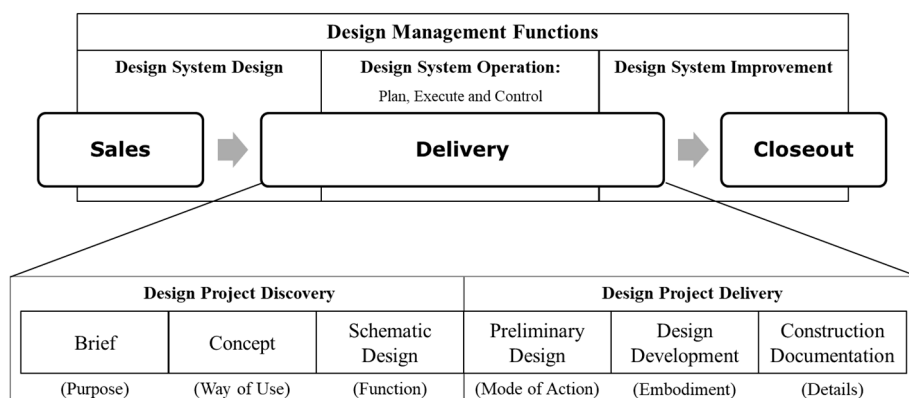 Design Management Functions
Design System Design
Design System Operation:
Plan, Execute and Control
Design System Improvement
Sales
Delivery
Closeout
Design Project Discovery
Design Project Delivery
Brief
Concept
Schematic
Design
Preliminary
Design
Design
Development
Construction
Documentation
(Purpose)
(Way of Use)
(Function)
(Mode of Action)
(Embodiment)
(Details)